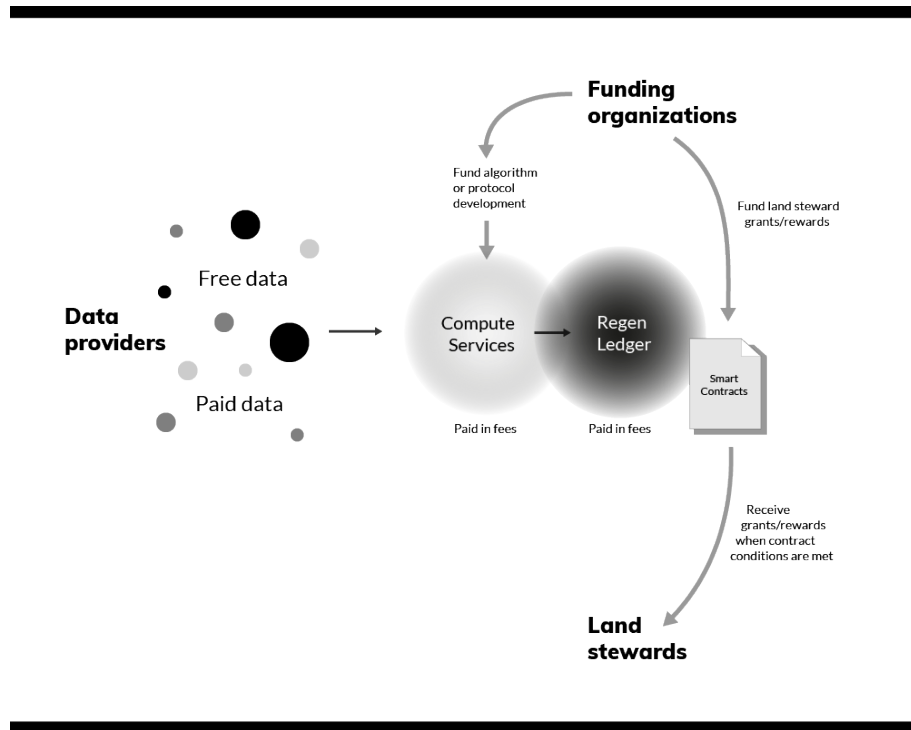 Funding
organizations
Fund algorithm
or protocol
development
Fund land steward
grants/rewards
Free data
Data
providers
Paid data
Compute
Services
Regen
Ledger
Smart
Contracts
Paid in fees
Paid in fees
Receive
grants/rewards
when contract
conditions are met
Land
stewards